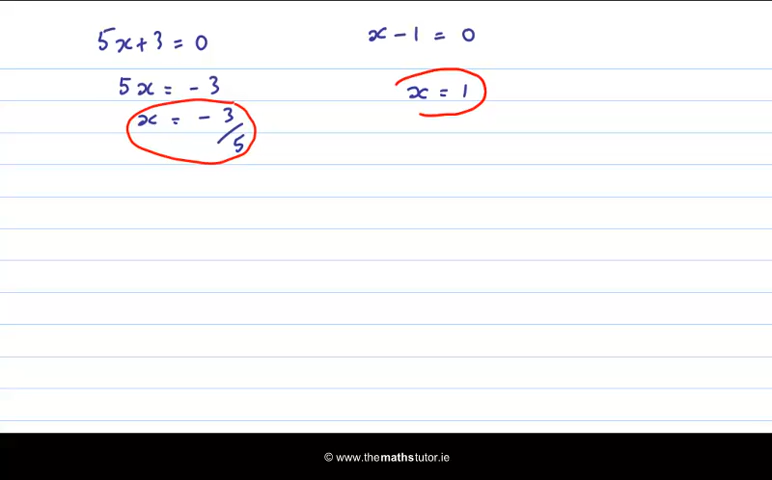 5x + 3 = 0
5x = - 3
x = - 3/5
x - 1 = 0
x = 1
© www.themathstutor.ie